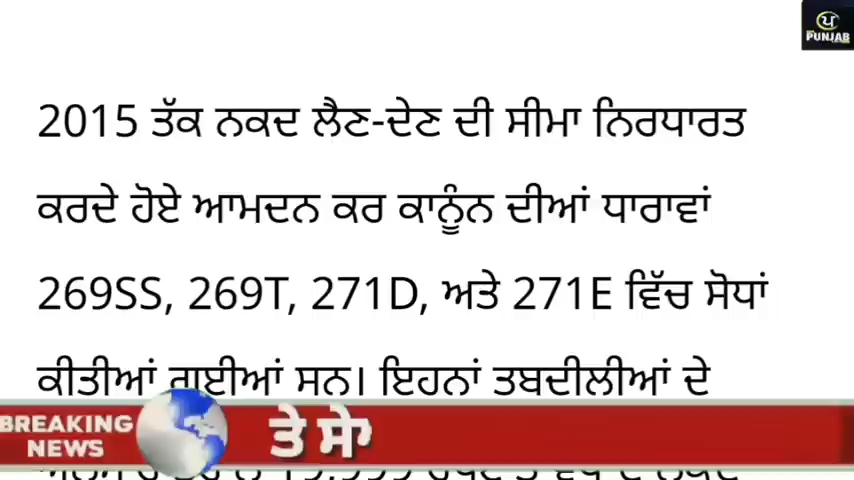 ਪ
PUNJAB
2015 ਤੱਕ ਨਕਦ ਲੈਣ-ਦੇਣ ਦੀ ਸੀਮਾ ਨਿਰਧਾਰਤ
ਕਰਦੇ ਹੋਏ ਆਮਦਨ ਕਰ ਕਾਨੂੰਨ ਦੀਆਂ ਧਾਰਾਵਾਂ
269SS, 269T, 271D, ਅਤੇ 271E ਵਿੱਚ ਸੋਧਾਂ
ਕੀਤੀਆਂ ਗਈਆਂ ਸਨ। ਇਹਨਾਂ ਤਬਦੀਲੀਆਂ ਦੇ
BREAKING
NEWS
ਤੇ ਸੇ